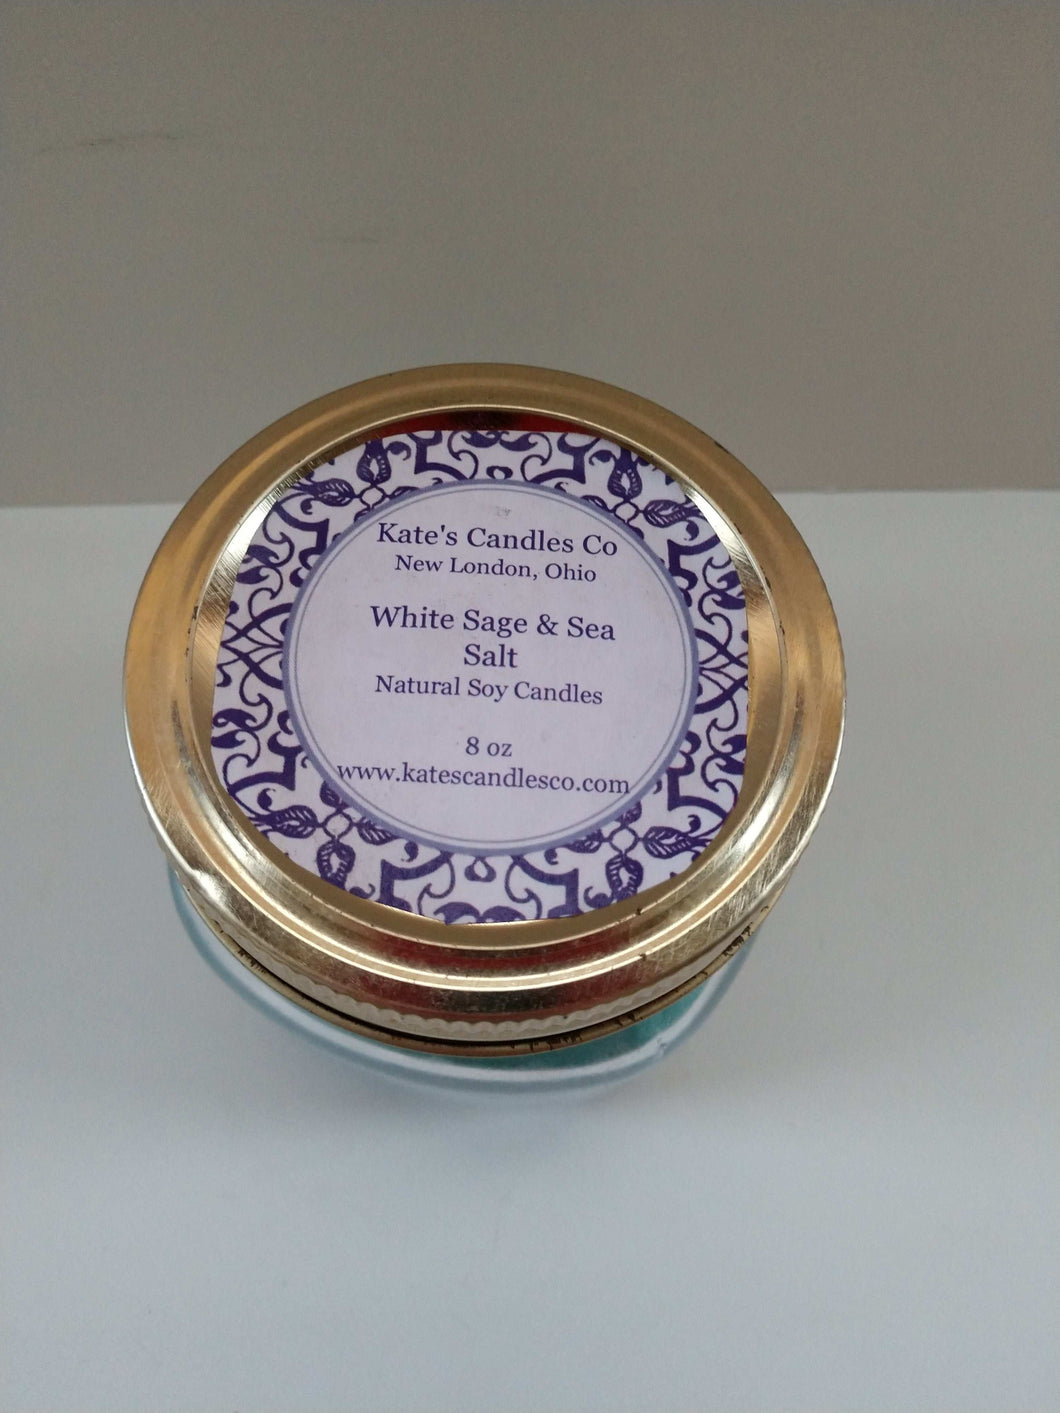 Kate's Candles Co
New London, Ohio
White Sage & Sea
Salt
Natural Soy Candles
8 oz
www.katescandlesco.com